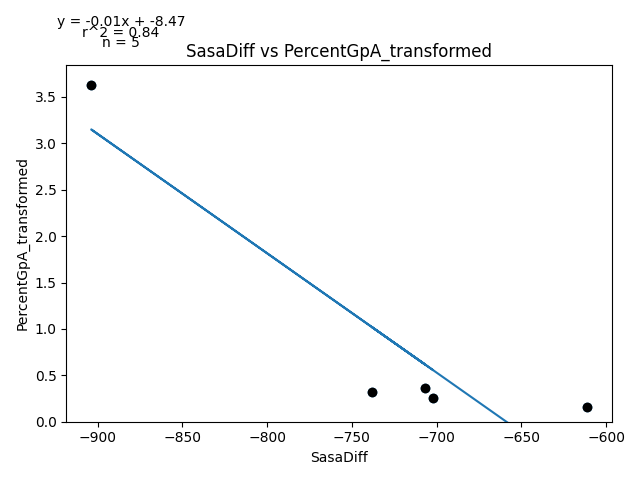 y = -0.01x + -8.47
r^2 = 0.84
n = 5
SasaDiff vs PercentGpA_transformed
3.5
3.0
2.5
2.0
1.5
1.0
0.5
0.0
PercentGpA_transformed
−900 −850 −800 −750 −700 −650 −600
SasaDiff